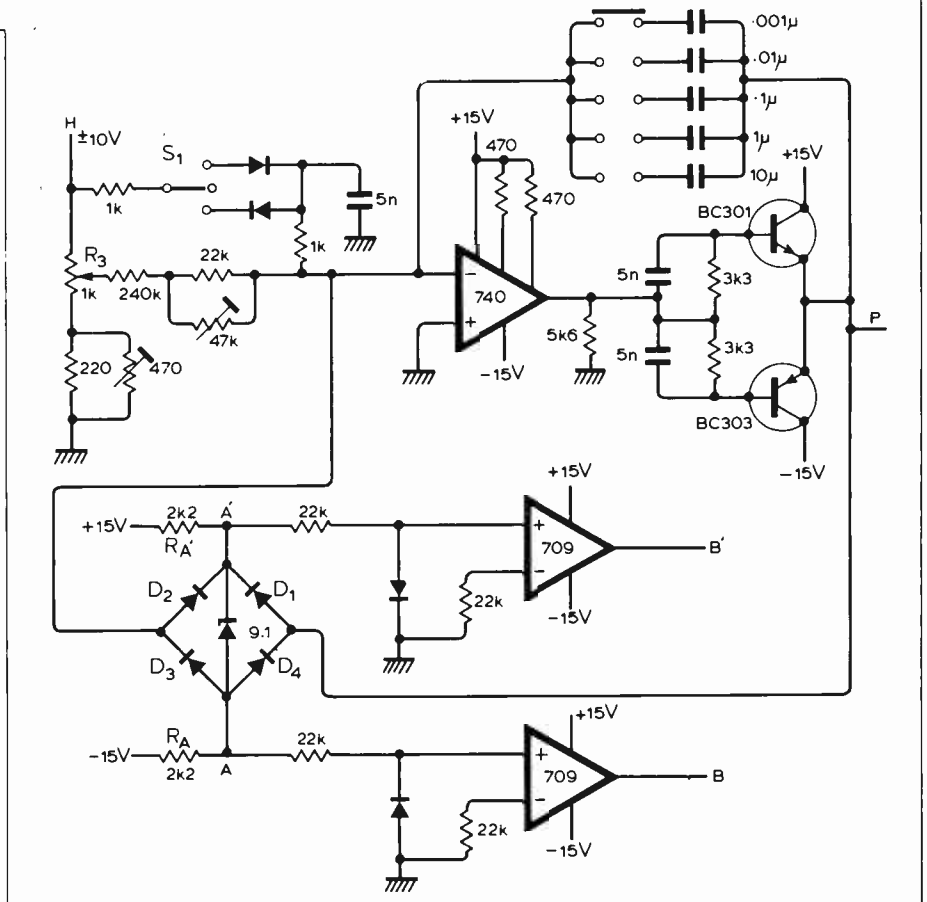 .001μ
.01μ
.1μ
1μ
10μ
H
±10V
S1
1k
5n
1k
R3
1k
240k
22k
47k
220
470
+15V
470
470
740
−
+
−15V
5k6
5n
5n
3k3
3k3
BC301
+15V
P
BC303
−15V
+15V
2k2
RA'
A'
22k
+15V
709
+
−
22k
−15V
B'
D2
D1
9.1
D3
D4
−15V
RA
2k2
A
22k
+15V
709
+
−
22k
−15V
B